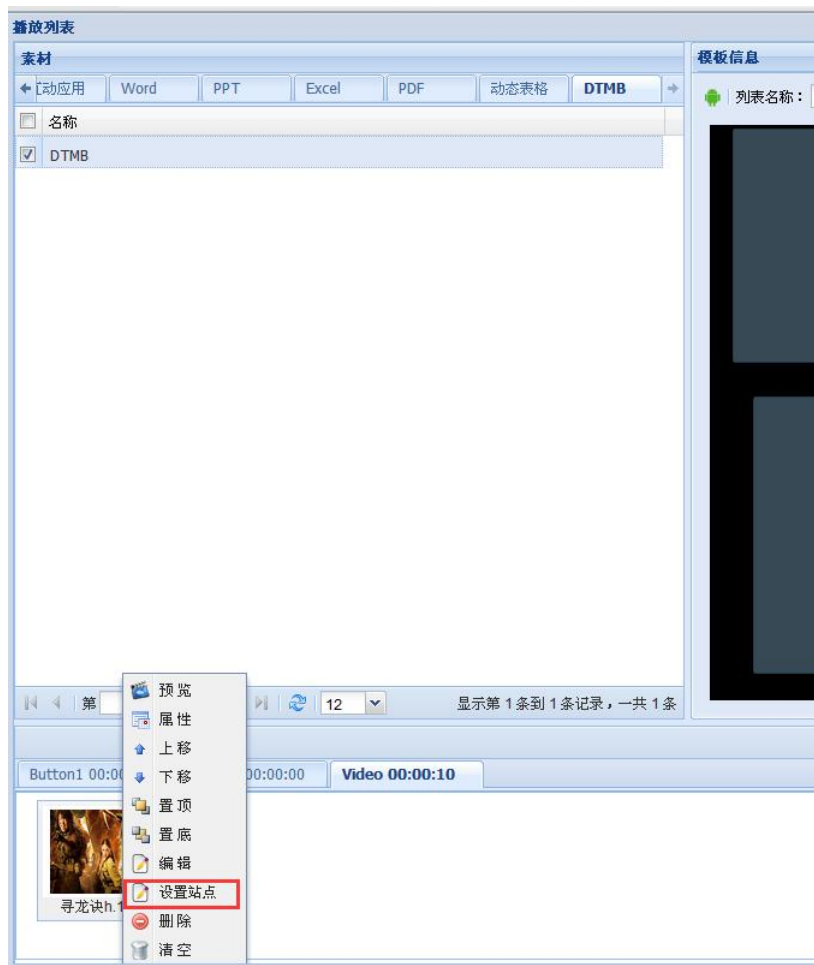 播放列表
素材
模板信息
动应用 Word PPT Excel PDF 动态表格 DTMB
列表名称：
名称
DTMB
第 12 显示第 1 条到 1 条记录，一共 1 条
预览
属性
上移
下移
置顶
置底
编辑
设置站点
删除
清空
Button1 00:00 00:00:00 Video 00:00:10
寻龙诀h.1